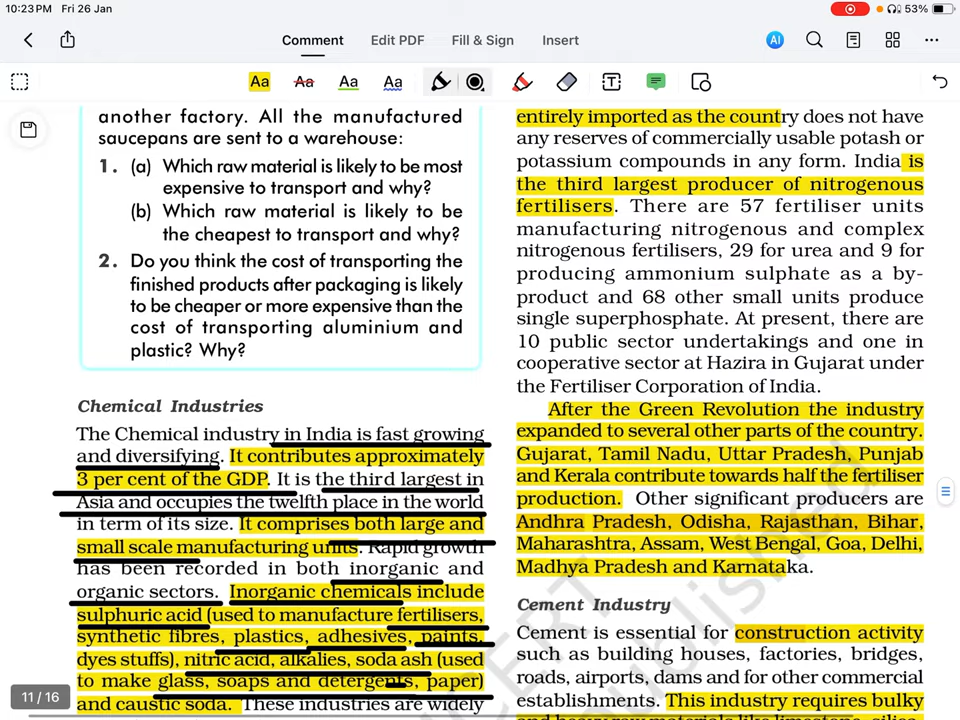 10:23 PM Fri 26 Jan
53%
Comment Edit PDF Fill & Sign Insert
AI
Aa Aa Aa Aa
another factory. All the manufactured
saucepans are sent to a warehouse:
1. (a) Which raw material is likely to be most
expensive to transport and why?
(b) Which raw material is likely to be
the cheapest to transport and why?
2. Do you think the cost of transporting the
finished products after packaging is likely
to be cheaper or more expensive than the
cost of transporting aluminium and
plastic? Why?
Chemical Industries
The Chemical industry in India is fast growing
and diversifying. It contributes approximately
3 per cent of the GDP. It is the third largest in
Asia and occupies the twelfth place in the world
in term of its size. It comprises both large and
small scale manufacturing units. Rapid growth
has been recorded in both inorganic and
organic sectors. Inorganic chemicals include
sulphuric acid (used to manufacture fertilisers,
synthetic fibres, plastics, adhesives, paints,
dyes stuffs), nitric acid, alkalies, soda ash (used
to make glass, soaps and detergents, paper)
and caustic soda. These industries are widely
entirely imported as the country does not have
any reserves of commercially usable potash or
potassium compounds in any form. India is
the third largest producer of nitrogenous
fertilisers. There are 57 fertiliser units
manufacturing nitrogenous and complex
nitrogenous fertilisers, 29 for urea and 9 for
producing ammonium sulphate as a by-
product and 68 other small units produce
single superphosphate. At present, there are
10 public sector undertakings and one in
cooperative sector at Hazira in Gujarat under
the Fertiliser Corporation of India.
After the Green Revolution the industry
expanded to several other parts of the country.
Gujarat, Tamil Nadu, Uttar Pradesh, Punjab
and Kerala contribute towards half the fertiliser
production. Other significant producers are
Andhra Pradesh, Odisha, Rajasthan, Bihar,
Maharashtra, Assam, West Bengal, Goa, Delhi,
Madhya Pradesh and Karnataka.
Cement Industry
Cement is essential for construction activity
such as building houses, factories, bridges,
roads, airports, dams and for other commercial
establishments. This industry requires bulky
and heavy raw materials like limestone, silica,
11 / 16